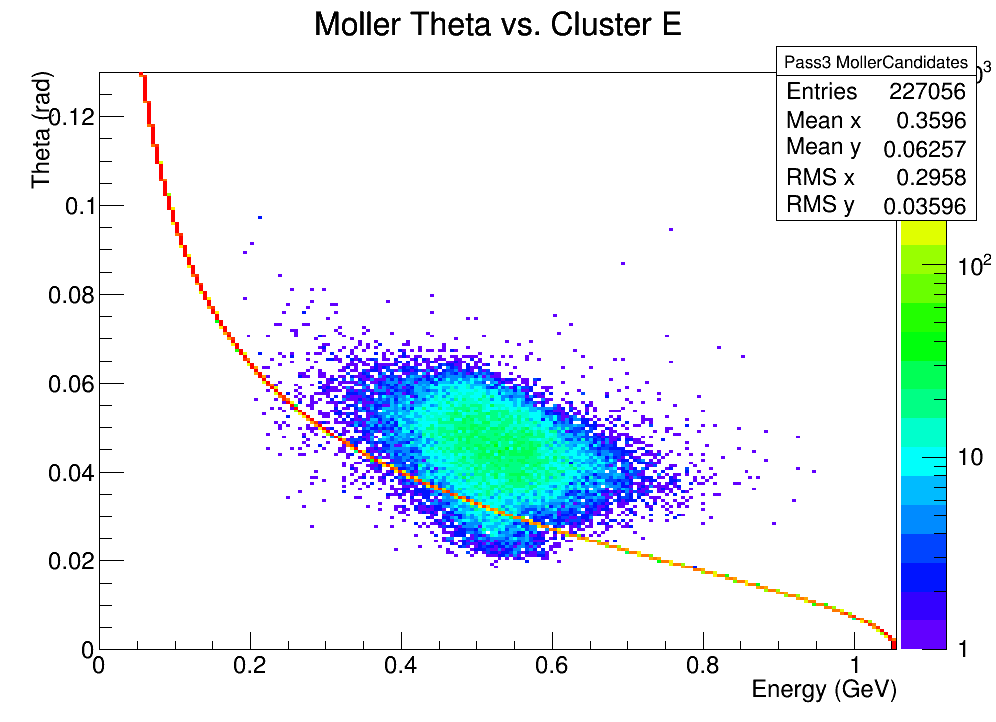 Moller Theta vs. Cluster E
Pass3 MollerCandidates
Entries 227056
Mean x 0.3596
Mean y 0.06257
RMS x 0.2958
RMS y 0.03596
Theta (rad)
0.12
0.1
0.08
0.06
0.04
0.02
0
0 0.2 0.4 0.6 0.8 1
Energy (GeV)
10²
10
1